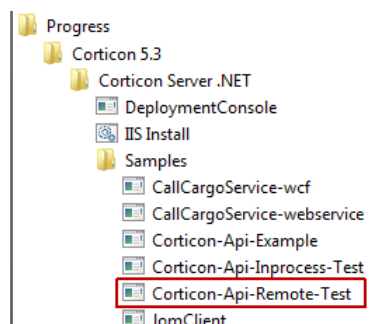 Progress
Corticon 5.3
Corticon Server .NET
DeploymentConsole
IIS Install
Samples
CallCargoService-wcf
CallCargoService-webservice
Corticon-Api-Example
Corticon-Api-Inprocess-Test
Corticon-Api-Remote-Test
JomClient